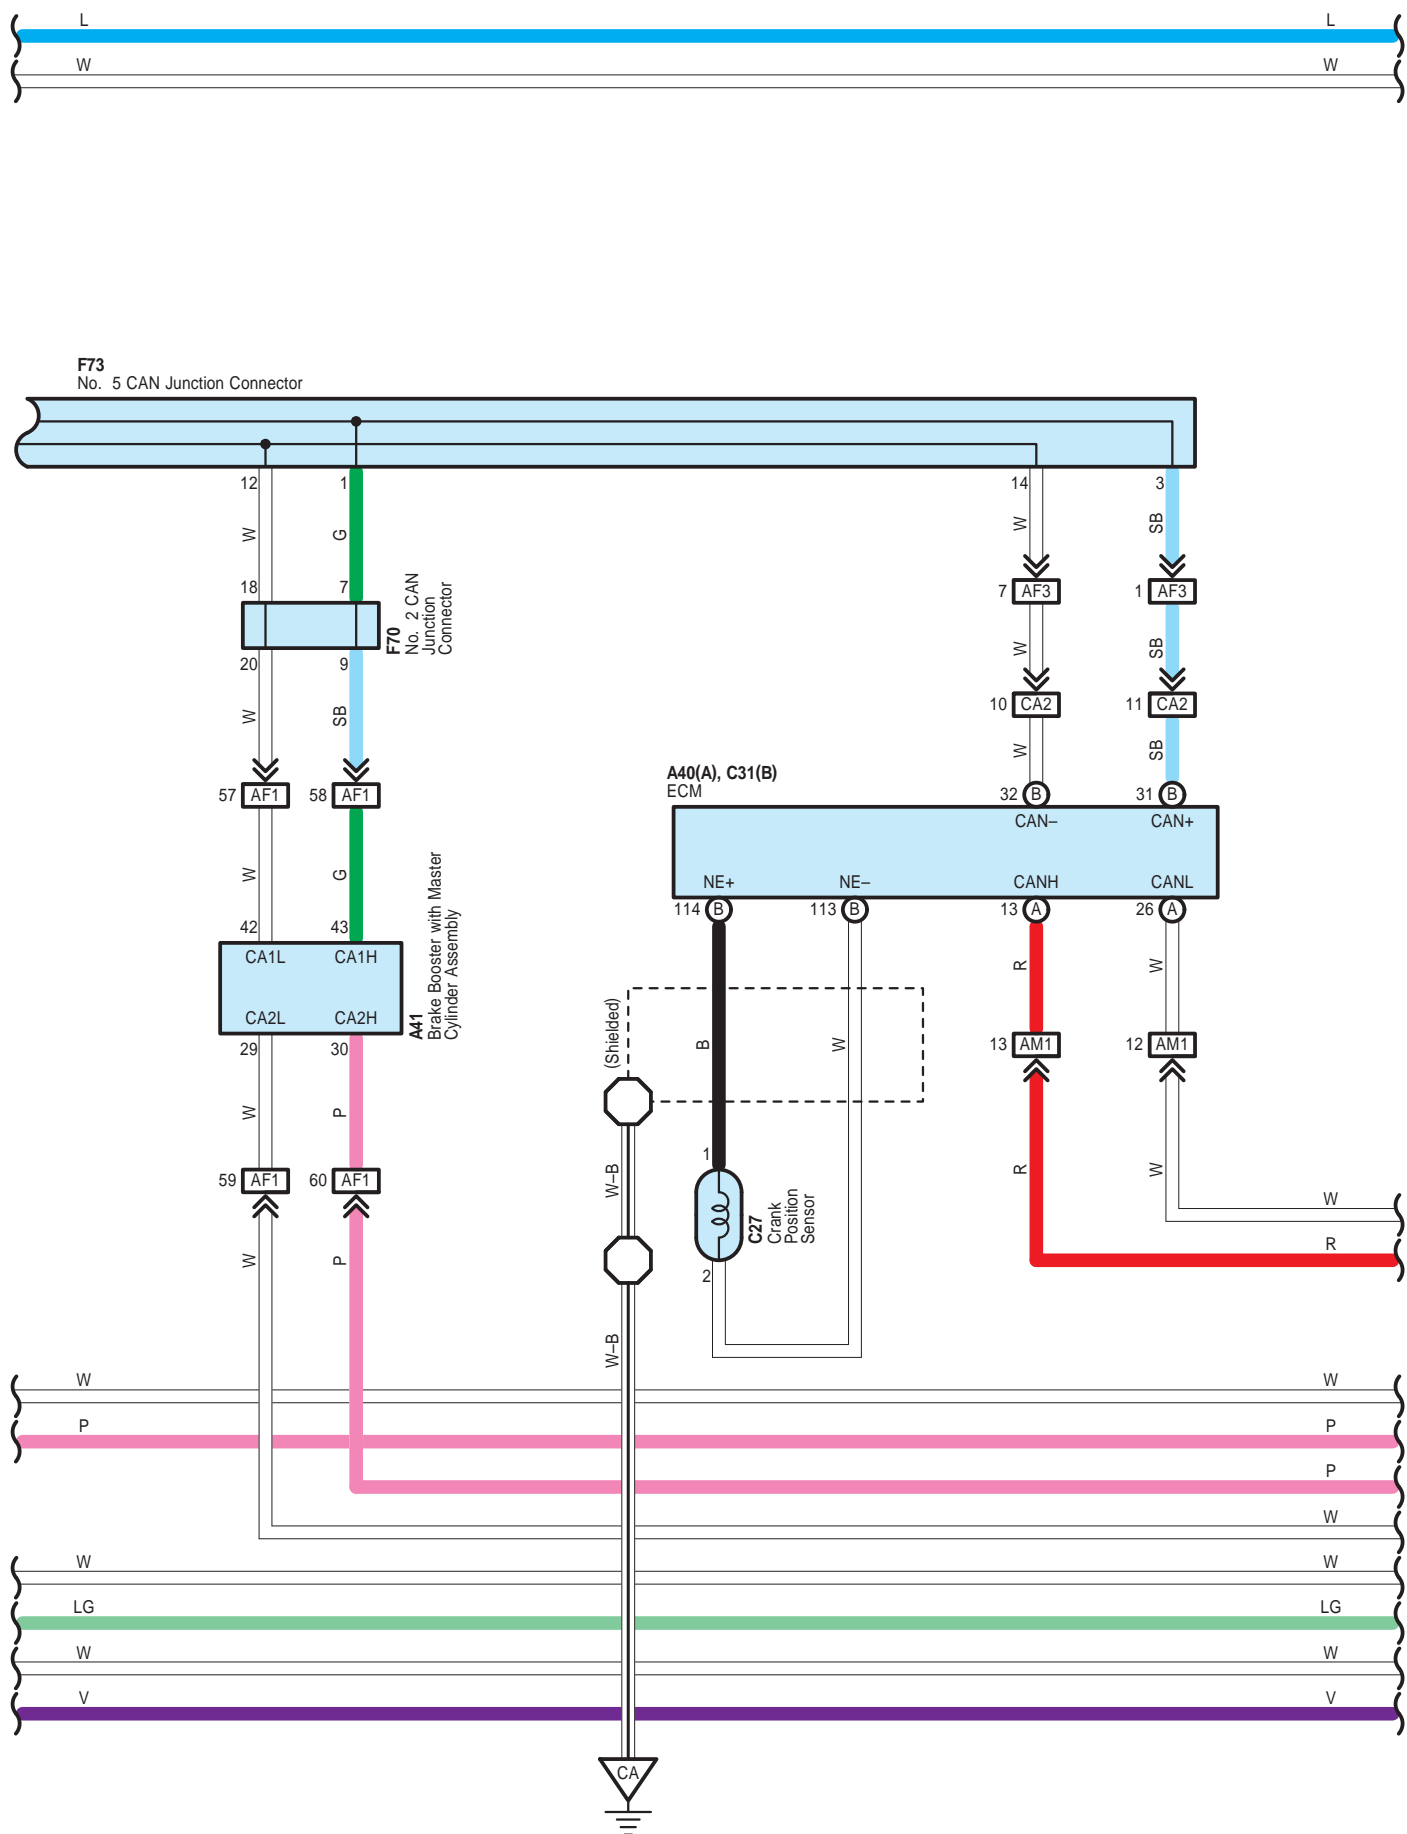 L L
W W
F73
No. 5 CAN Junction Connector
12 1 14 3
W G W SB
18 7
7 AF3 1 AF3
F70
No. 2 CAN
Junction
Connector
20 9
W SB
W SB
10 CA2 11 CA2
W SB
57 AF1 58 AF1
A40(A), C31(B)
ECM
32 B 31 B
CAN– CAN+
W G
NE+ NE– CANH CANL
114 B 113 B 13 A 26 A
42 43
CA1L CA1H
CA2L CA2H
A41
Brake Booster with Master
Cylinder Assembly
29 30
R W
(Shielded)
B W
13 AM1 12 AM1
W P
59 AF1 60 AF1
1
W–B
C27
Crank
Position
Sensor
2
R W
W
R
W P
W–B
W W
P P
P
W
W W
LG LG
W W
V V
CA